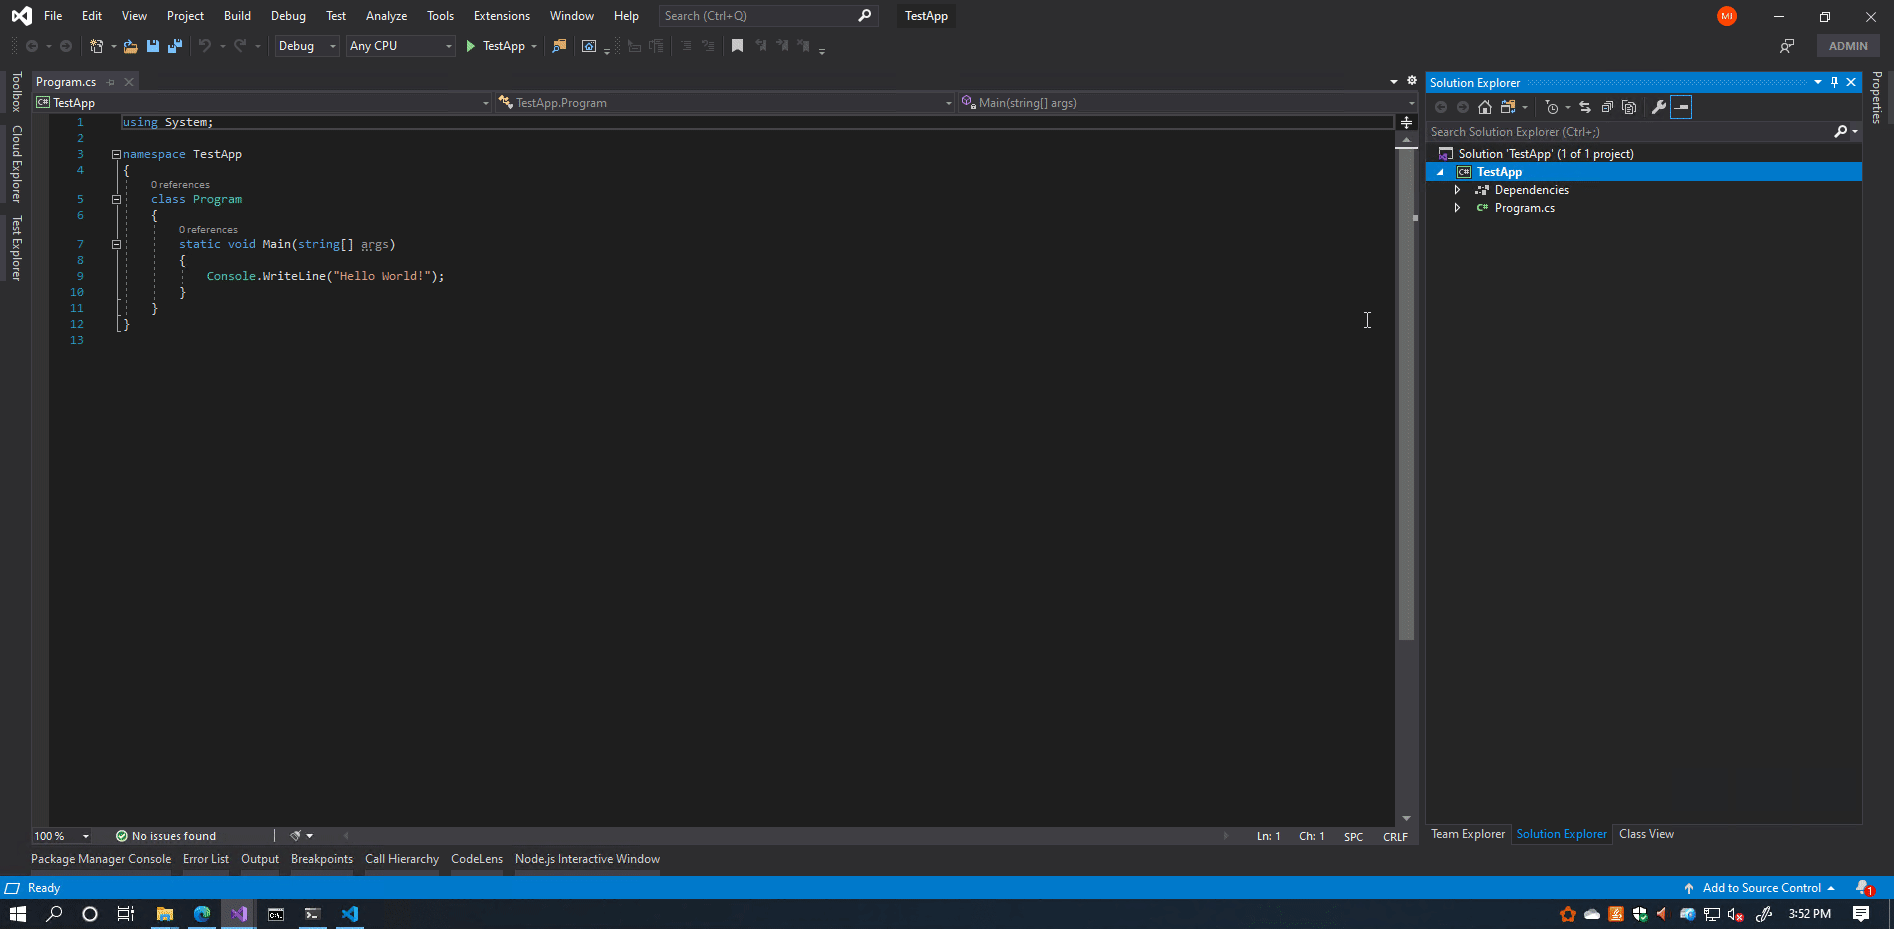 File Edit View Project Build Debug Test Analyze Tools Extensions Window Help Search (Ctrl+Q) TestApp MI
Debug Any CPU TestApp ADMIN
Toolbox
Cloud Explorer
Test Explorer
Program.cs
TestApp TestApp.Program Main(string[] args)
1 using System;
2
3 namespace TestApp
4 {
0 references
5 class Program
6 {
0 references
7 static void Main(string[] args)
8 {
9 Console.WriteLine("Hello World!");
10 }
11 }
12 }
13
100 % No issues found Ln: 1 Ch: 1 SPC CRLF
Solution Explorer
Search Solution Explorer (Ctrl+;)
Solution 'TestApp' (1 of 1 project)
C# TestApp
Dependencies
C# Program.cs
Team Explorer Solution Explorer Class View
Properties
Package Manager Console Error List Output Breakpoints Call Hierarchy CodeLens Node.js Interactive Window
Ready Add to Source Control 1
3:52 PM